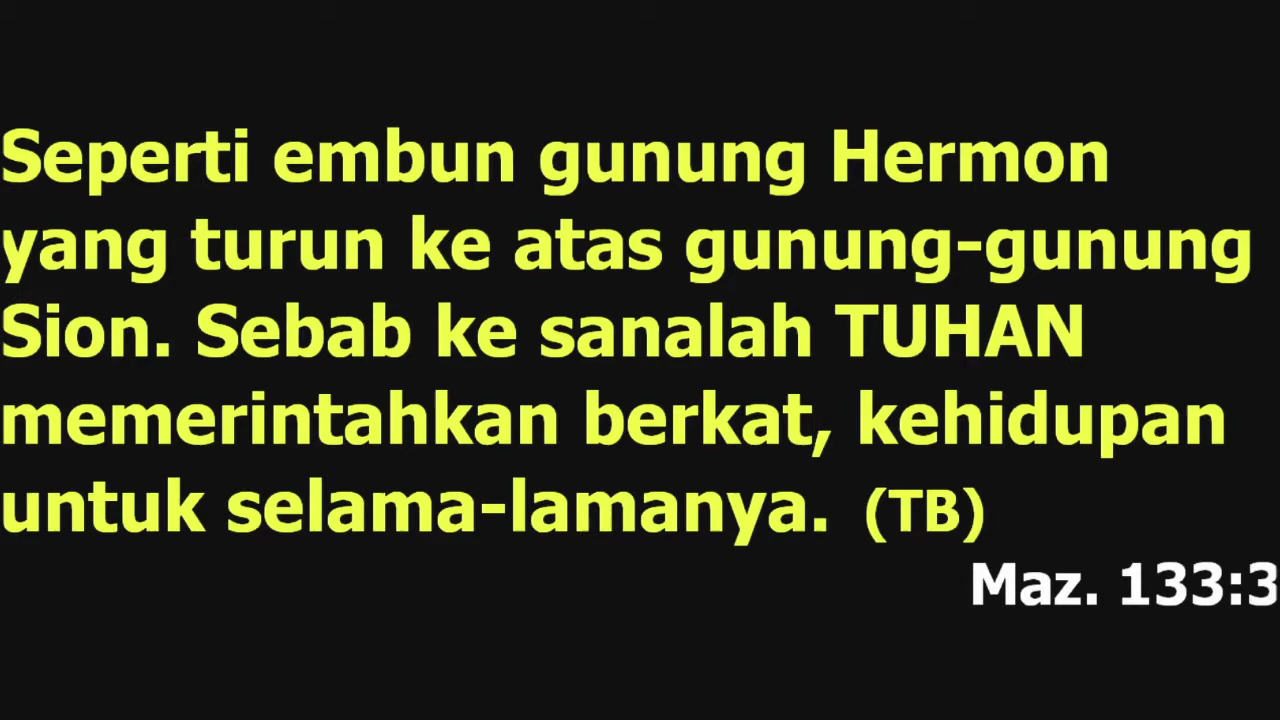 Seperti embun gunung Hermon
yang turun ke atas gunung-gunung
Sion. Sebab ke sanalah TUHAN
memerintahkan berkat, kehidupan
untuk selama-lamanya. (TB)
Maz. 133:3